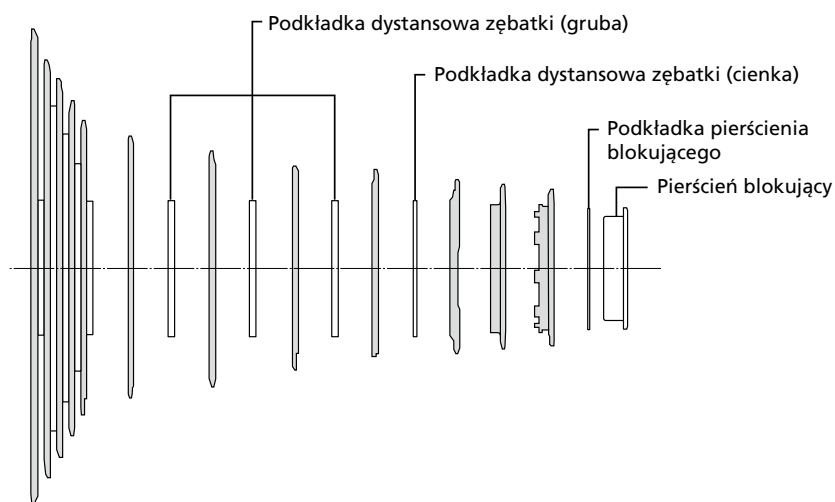 Podkładka dystansowa zębatki (gruba)
Podkładka dystansowa zębatki (cienka)
Podkładka pierścienia
blokującego
Pierścień blokujący